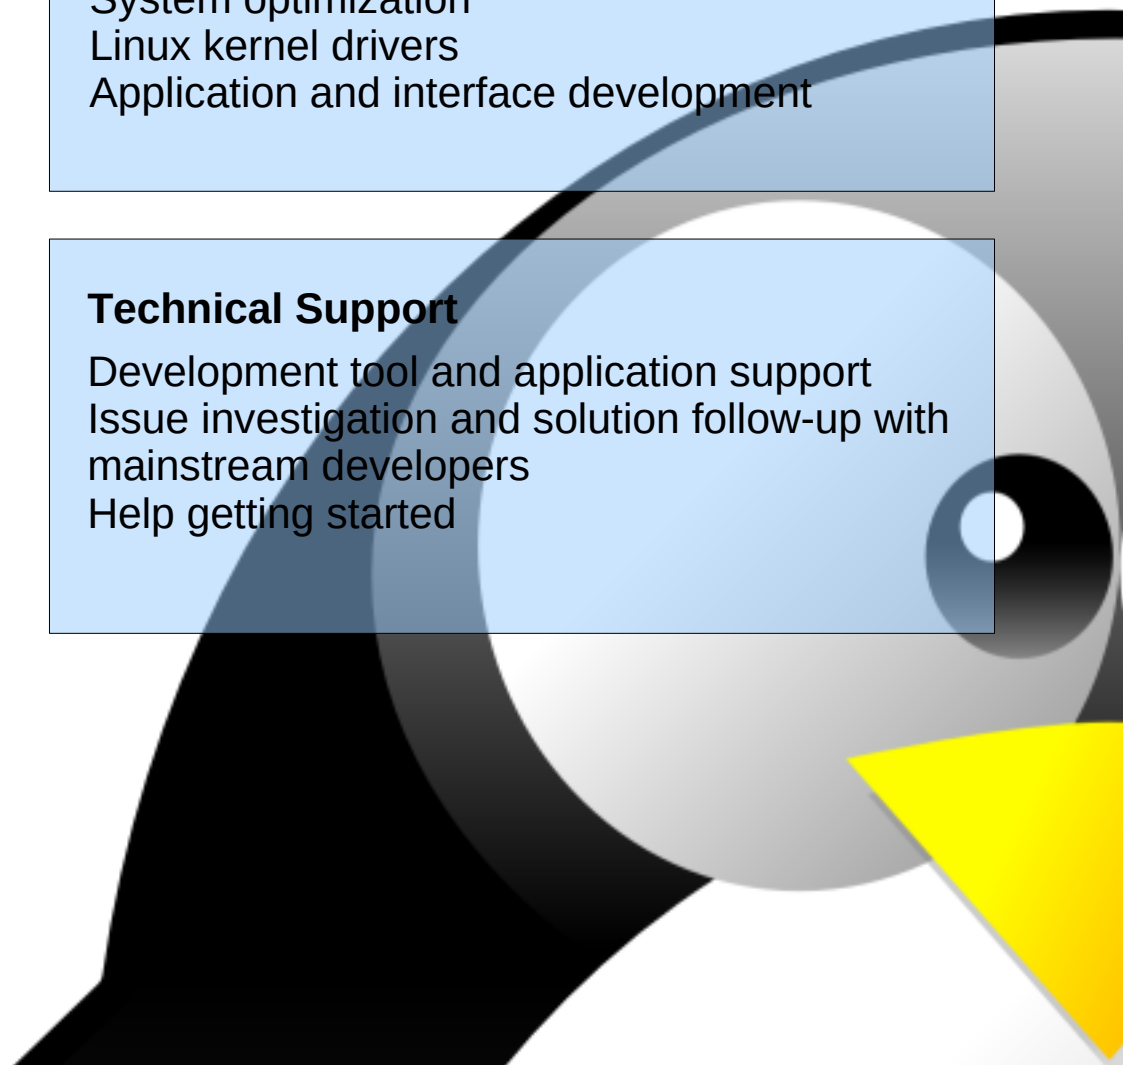 System optimization
Linux kernel drivers
Application and interface development
Technical Support
Development tool and application support
Issue investigation and solution follow-up with
mainstream developers
Help getting started